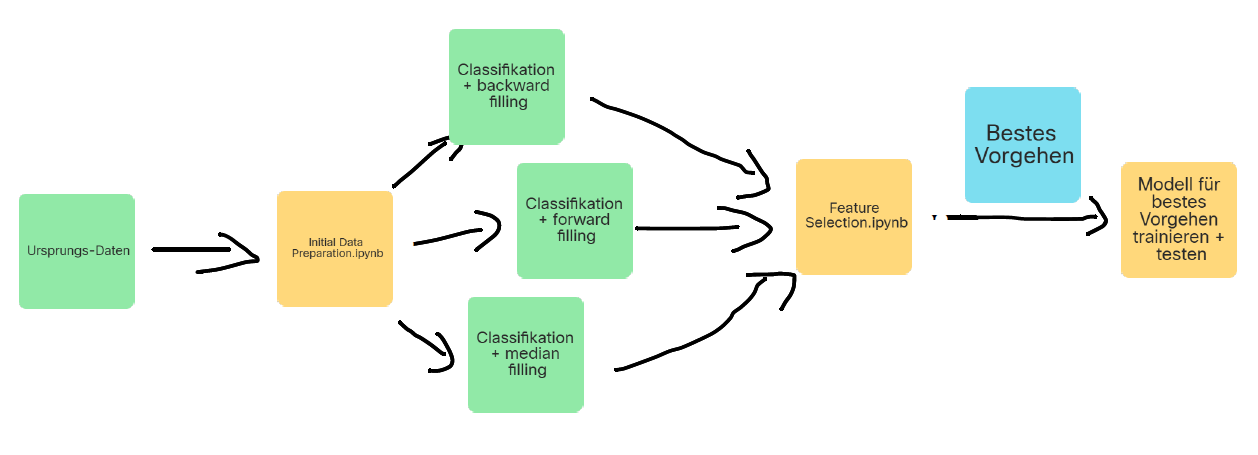 Ursprungs-Daten
Initial Data
Preparation.ipynb
Classifikation
+ backward
filling
Classifikation
+ forward
filling
Classifikation
+ median
filling
Feature
Selection.ipynb
Bestes
Vorgehen
Modell für
bestes
Vorgehen
trainieren +
testen